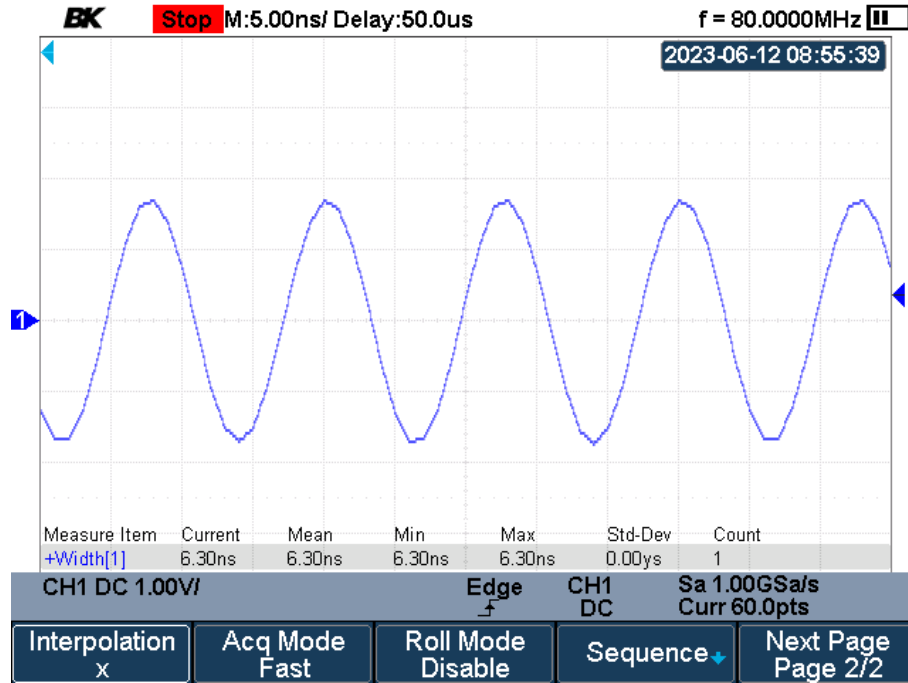 BK Stop M:5.00ns/ Delay:50.0us f = 80.0000MHz
2023-06-12 08:55:39
1
Measure Item Current Mean Min Max Std-Dev Count
+Width[1] 6.30ns 6.30ns 6.30ns 6.30ns 0.00ys 1
CH1 DC 1.00V/ Edge CH1 Sa 1.00GSa/s
DC Curr 60.0pts
Interpolation Acq Mode Roll Mode Sequence Next Page
x Fast Disable Page 2/2